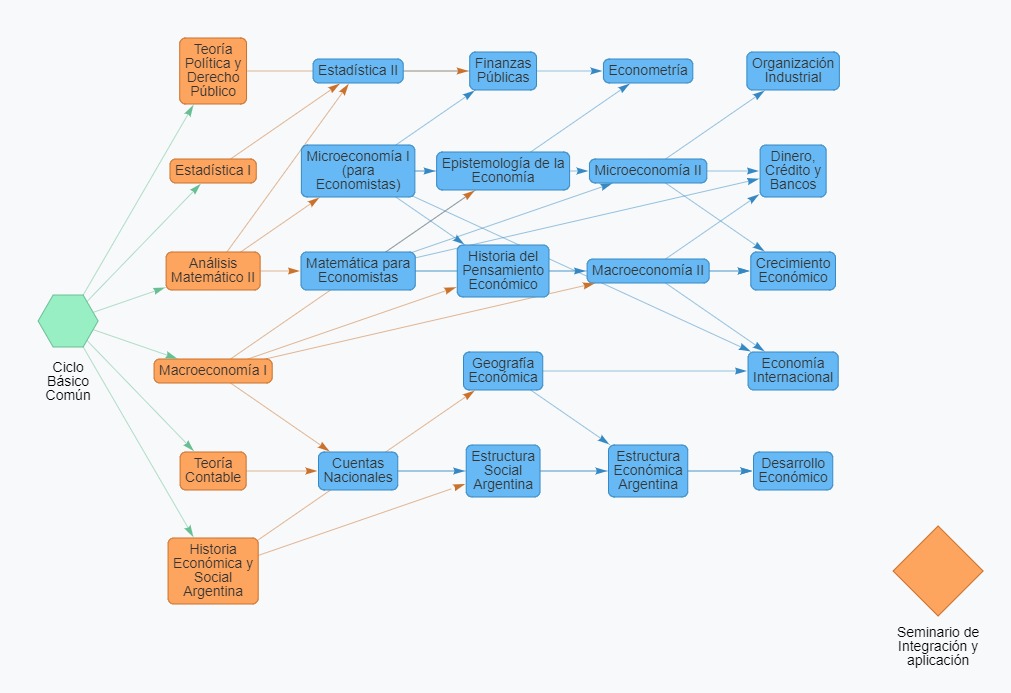 Teoría
Política y
Derecho
Público
Estadística II
Finanzas
Públicas
Econometría
Organización
Industrial
Estadística I
Microeconomía I
(para
Economistas)
Epistemología de la
Economía
Microeconomía II
Dinero,
Crédito y
Bancos
Análisis
Matemático II
Matemática para
Economistas
Historia del
Pensamiento
Económico
Macroeconomía II
Crecimiento
Económico
Ciclo
Básico
Común
Macroeconomía I
Geografía
Económica
Economía
Internacional
Teoría
Contable
Cuentas
Nacionales
Estructura
Social
Argentina
Estructura
Económica
Argentina
Desarrollo
Económico
Historia
Económica y
Social
Argentina
Seminario de
Integración y
aplicación